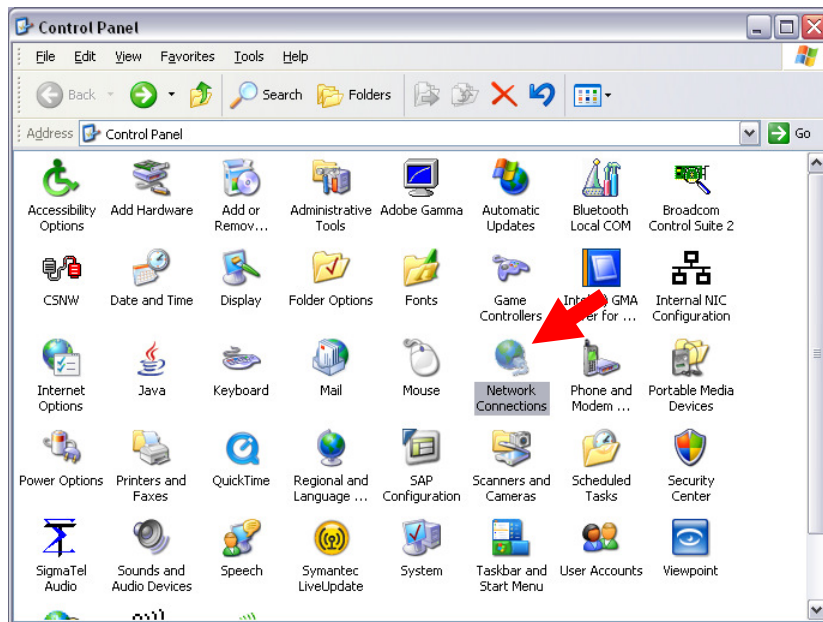 Control Panel
File Edit View Favorites Tools Help
Back Search Folders
Address Control Panel Go
Accessibility Options Add Hardware Add or Remov... Administrative Tools Adobe Gamma Automatic Updates Bluetooth Local COM Broadcom Control Suite 2
CSNW Date and Time Display Folder Options Fonts Game Controllers GMA for ... Internal NIC Configuration
Internet Options Java Keyboard Mail Mouse Network Connections Phone and Modem ... Portable Media Devices
Power Options Printers and Faxes QuickTime Regional and Language ... SAP Configuration Scanners and Cameras Scheduled Tasks Security Center
SigmaTel Audio Sounds and Audio Devices Speech Symantec LiveUpdate System Taskbar and Start Menu User Accounts Viewpoint